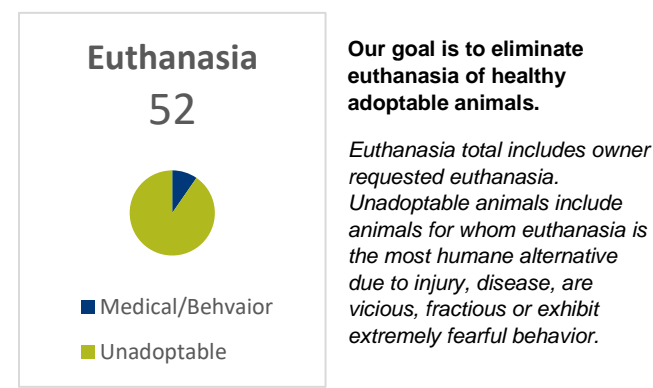 Euthanasia
52
Medical/Behvaior
Unadoptable
Our goal is to eliminate
euthanasia of healthy
adoptable animals.
Euthanasia total includes owner
requested euthanasia.
Unadoptable animals include
animals for whom euthanasia is
the most humane alternative
due to injury, disease, are
vicious, fractious or exhibit
extremely fearful behavior.